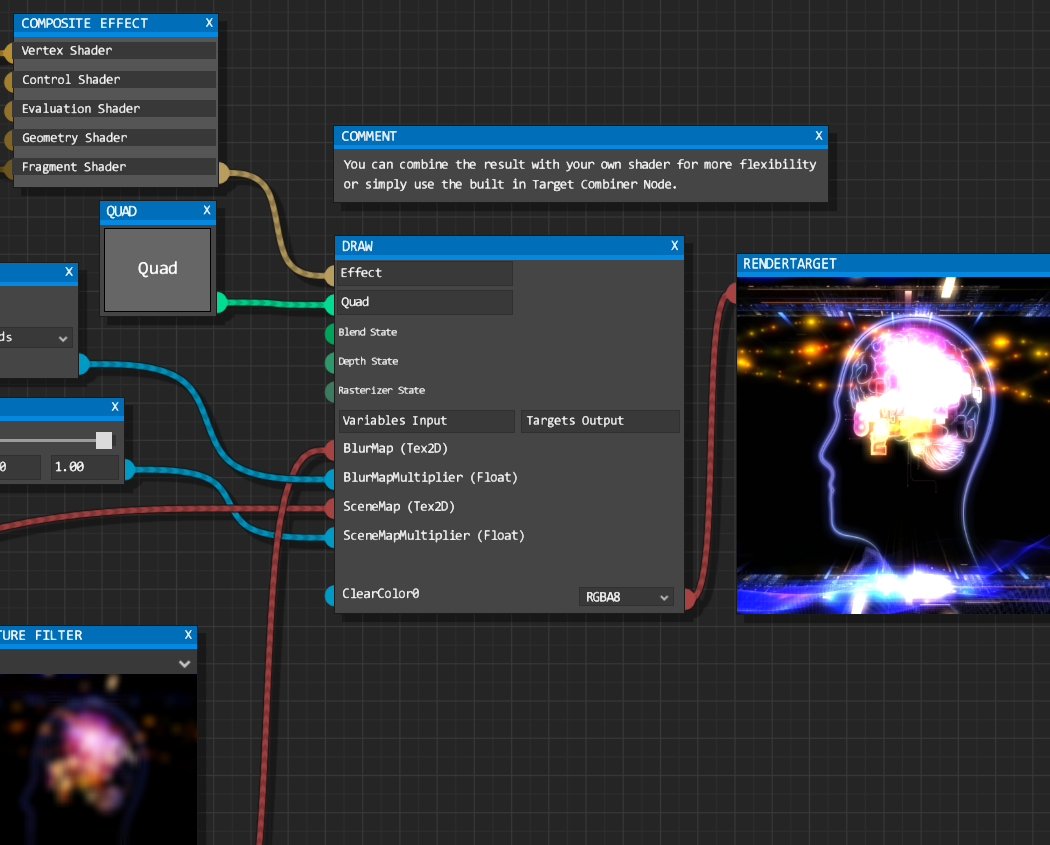 COMPOSITE EFFECT X
Vertex Shader
Control Shader
Evaluation Shader
Geometry Shader
Fragment Shader
COMMENT X
You can combine the result with your own shader for more flexibility
or simply use the built in Target Combiner Node.
QUAD X
Quad
X
ds
X
0 1.00
DRAW X
Effect
Quad
Blend State
Depth State
Rasterizer State
Variables Input Targets Output
BlurMap (Tex2D)
BlurMapMultiplier (Float)
SceneMap (Tex2D)
SceneMapMultiplier (Float)
ClearColor0 RGBA8
RENDERTARGET
TURE FILTER X